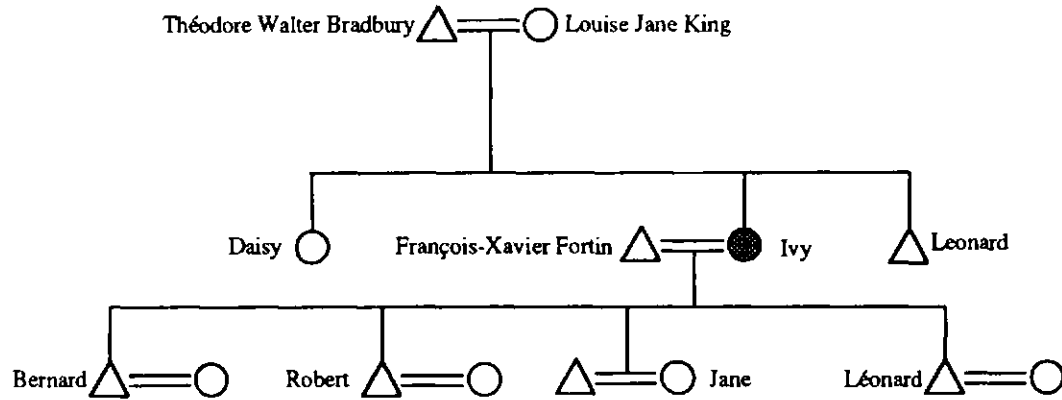 Théodore Walter Bradbury Louise Jane King
Daisy François-Xavier Fortin Ivy Leonard
Bernard Robert Jane Léonard